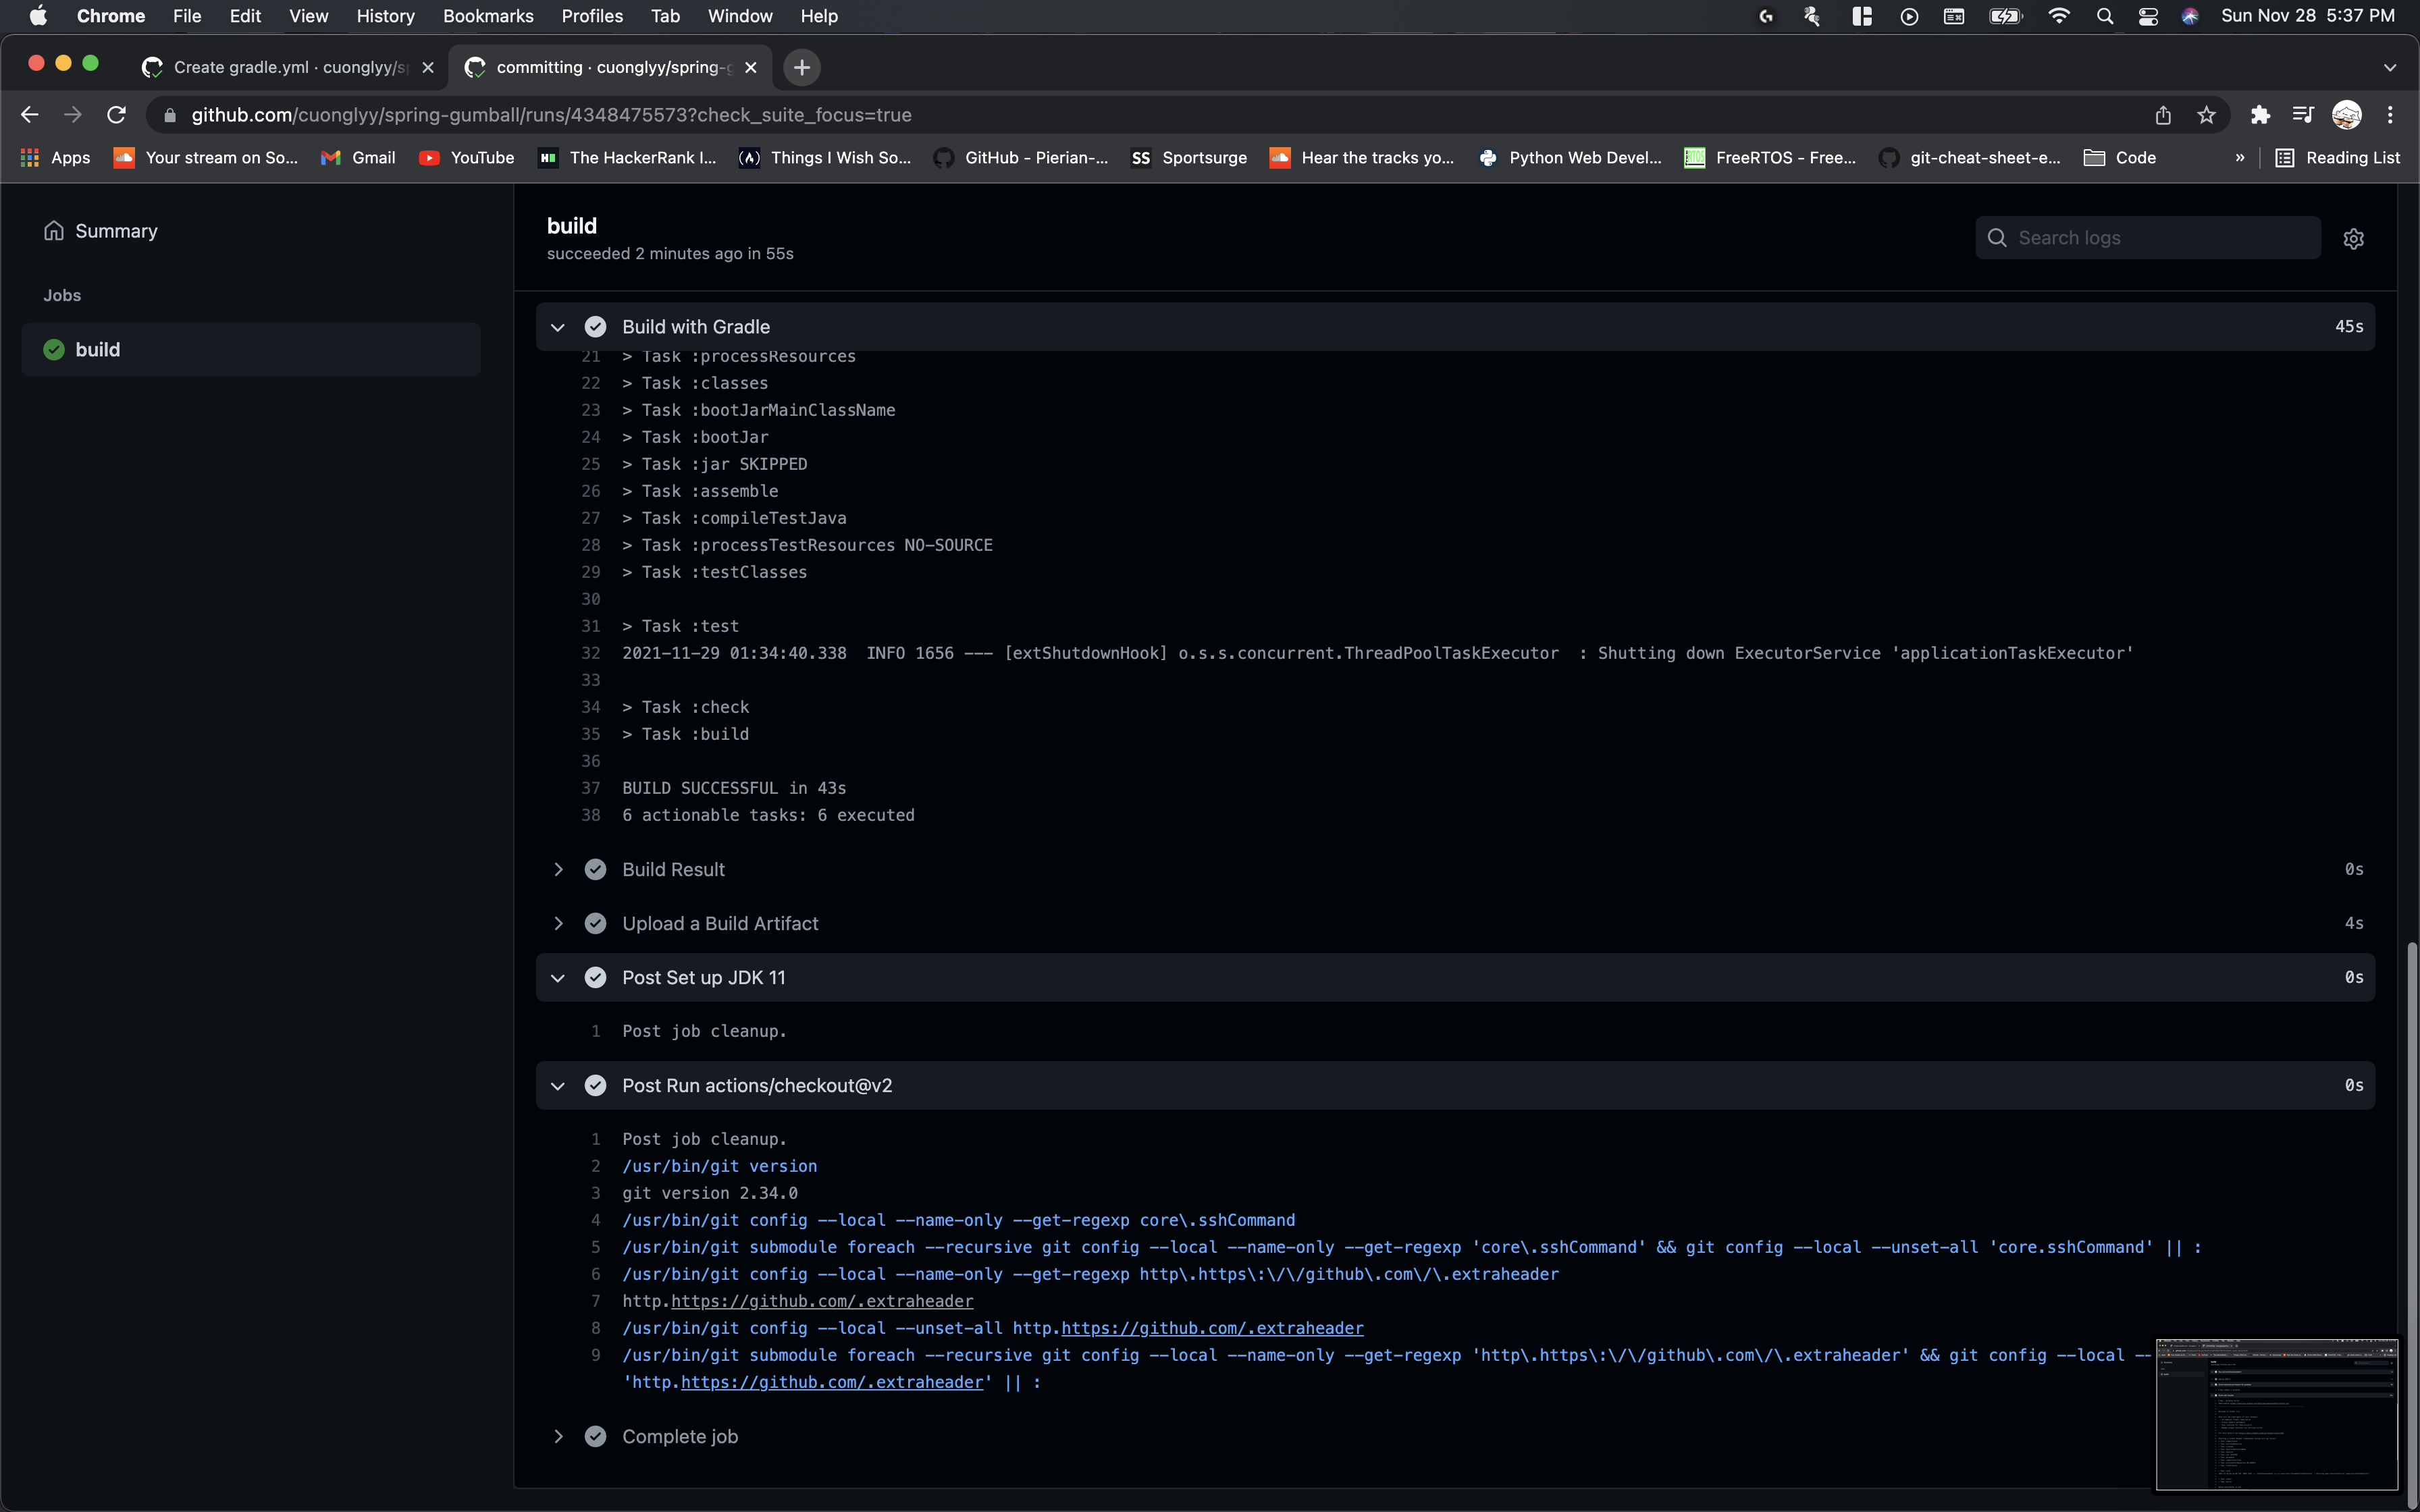 Chrome File Edit View History Bookmarks Profiles Tab Window Help Sun Nov 28 5:37 PM
Create gradle.yml · cuonglyy/sp committing · cuonglyy/spring-g
github.com/cuonglyy/spring-gumball/runs/4348475573?check_suite_focus=true
Apps Your stream on So... Gmail YouTube The HackerRank I... Things I Wish So... GitHub - Pierian-... Sportsurge Hear the tracks yo... Python Web Devel... FreeRTOS - Free... git-cheat-sheet-e... Code » Reading List
Summary
Jobs
build
build
succeeded 2 minutes ago in 55s
Search logs
Build with Gradle 45s
21 > Task :processResources
22 > Task :classes
23 > Task :bootJarMainClassName
24 > Task :bootJar
25 > Task :jar SKIPPED
26 > Task :assemble
27 > Task :compileTestJava
28 > Task :processTestResources NO-SOURCE
29 > Task :testClasses
30
31 > Task :test
32 2021-11-29 01:34:40.338  INFO 1656 --- [extShutdownHook] o.s.s.concurrent.ThreadPoolTaskExecutor  : Shutting down ExecutorService 'applicationTaskExecutor'
33
34 > Task :check
35 > Task :build
36
37 BUILD SUCCESSFUL in 43s
38 6 actionable tasks: 6 executed
Build Result 0s
Upload a Build Artifact 4s
Post Set up JDK 11 0s
1 Post job cleanup.
Post Run actions/checkout@v2 0s
1 Post job cleanup.
2 /usr/bin/git version
3 git version 2.34.0
4 /usr/bin/git config --local --name-only --get-regexp core\.sshCommand
5 /usr/bin/git submodule foreach --recursive git config --local --name-only --get-regexp 'core\.sshCommand' && git config --local --unset-all 'core.sshCommand' || :
6 /usr/bin/git config --local --name-only --get-regexp http\.https\:\/\/github\.com\/\.extraheader
7 http.https://github.com/.extraheader
8 /usr/bin/git config --local --unset-all http.https://github.com/.extraheader
9 /usr/bin/git submodule foreach --recursive git config --local --name-only --get-regexp 'http\.https\:\/\/github\.com\/\.extraheader' && git config --local --
'http.https://github.com/.extraheader' || :
Complete job